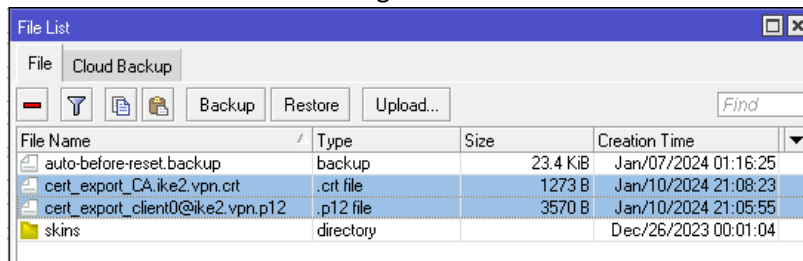 File List
File Cloud Backup
Backup Restore Upload... Find
File Name Type Size Creation Time
auto-before-reset.backup backup 23.4 KiB Jan/07/2024 01:16:25
cert_export_CA.ike2.vpn.crt .crt file 1273 B Jan/10/2024 21:08:23
cert_export_client0@ike2.vpn.p12 .p12 file 3570 B Jan/10/2024 21:05:55
skins directory Dec/26/2023 00:01:04